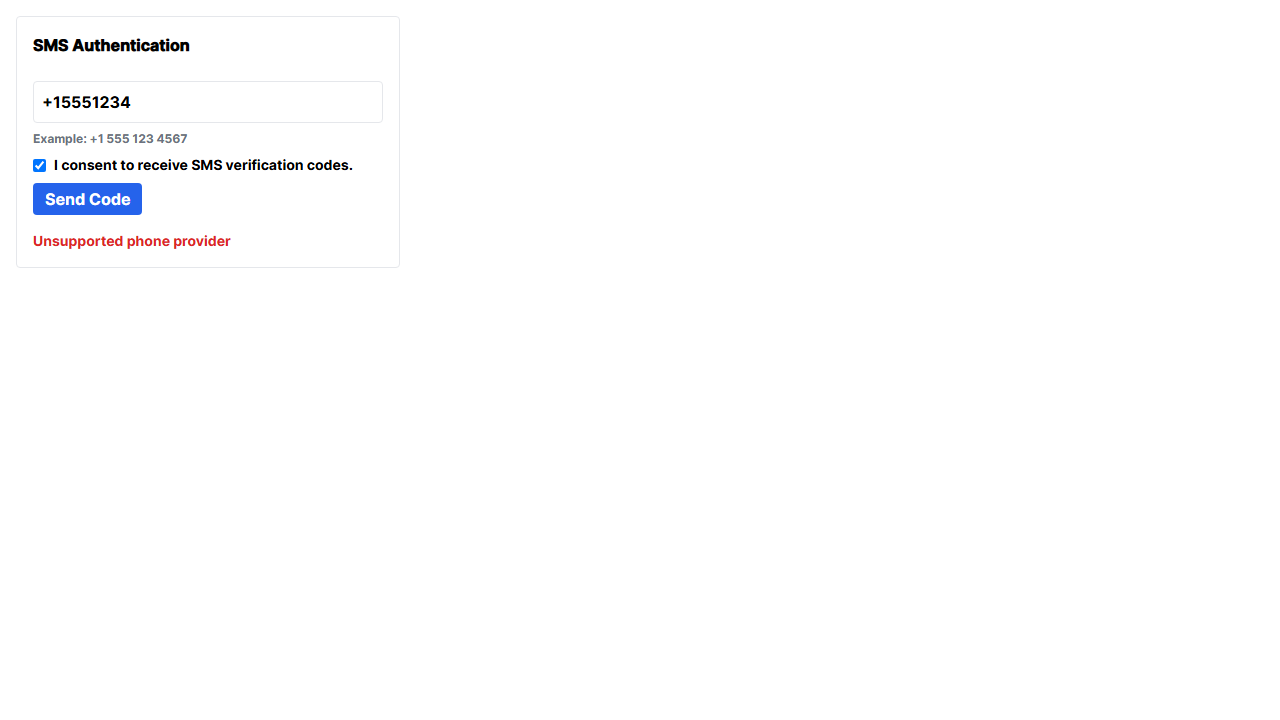 SMS Authentication
+15551234
Example: +1 555 123 4567
I consent to receive SMS verification codes.
Send Code
Unsupported phone provider